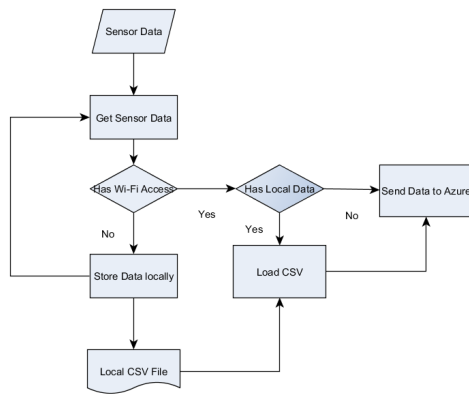 Sensor Data
Get Sensor Data
Has Wi-Fi Access
Has Local Data
Send Data to Azure
Yes
No
No
Yes
Store Data locally
Load CSV
Local CSV File